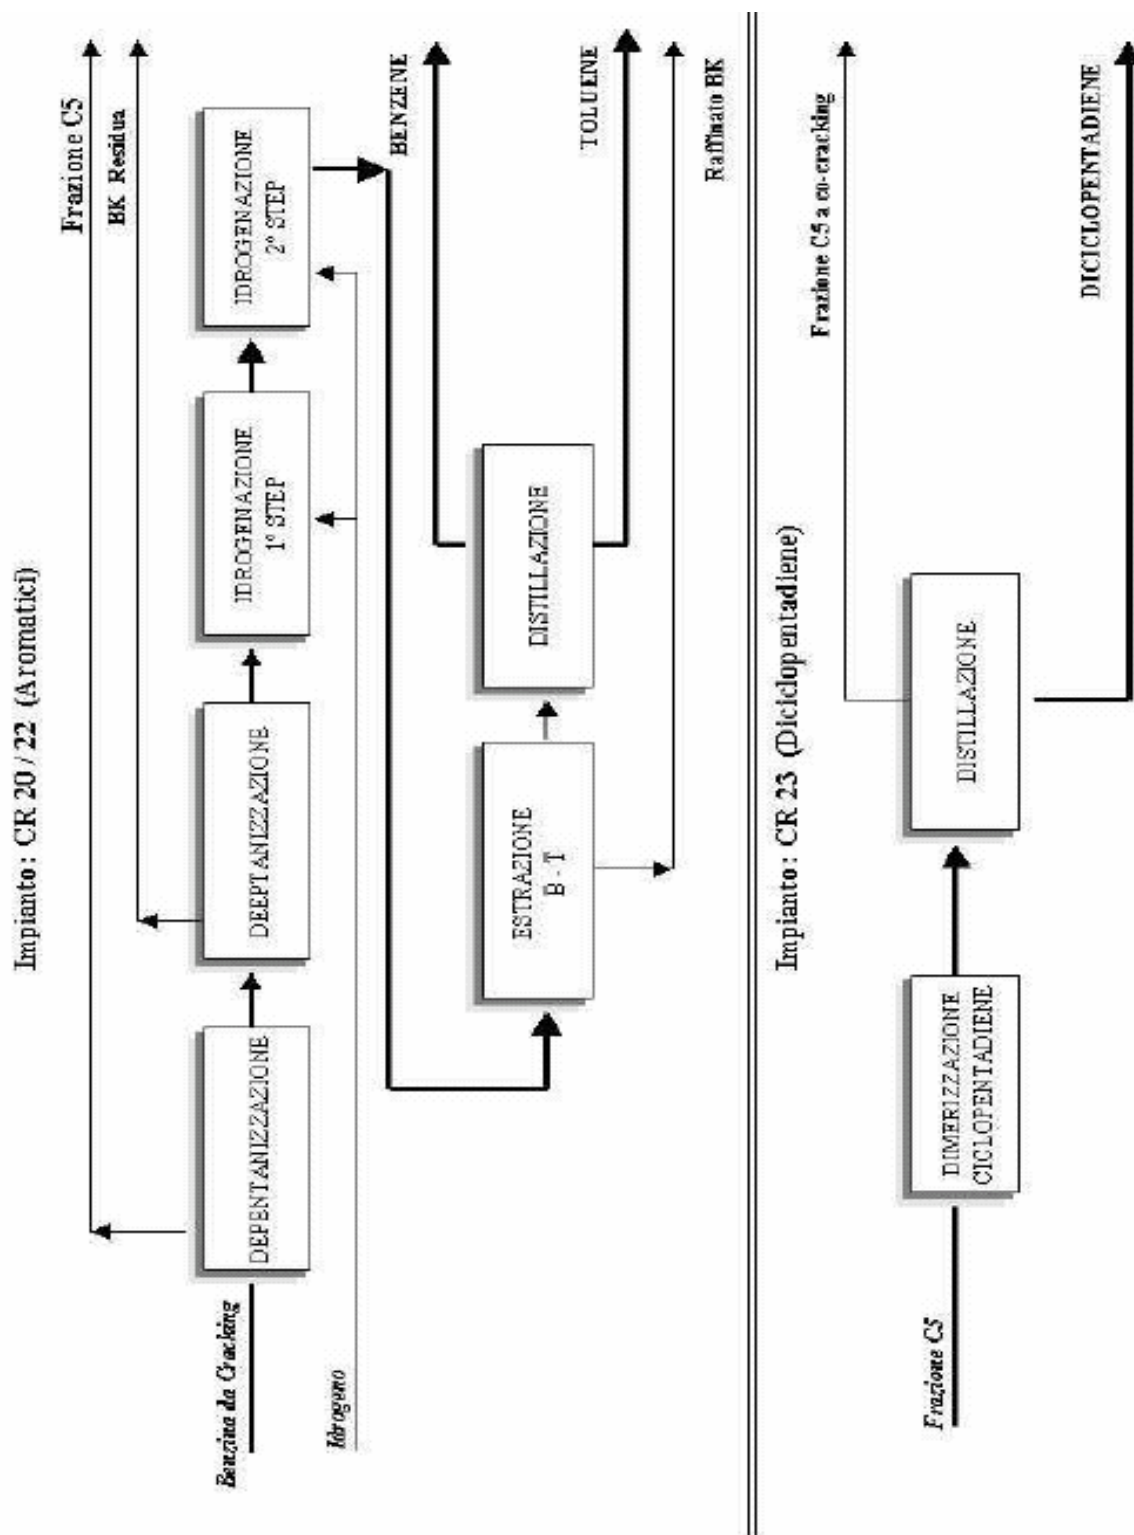 Impianto: CR 20 / 22 (Aromatici)
Frazione C5
BK Residua
Benzina da Cracking
DEPENTANIZZAZIONE
DEEPTANIZZAZIONE
IDROGENAZIONE
1° STEP
IDROGENAZIONE
2° STEP
Idrogeno
BENZENE
ESTRAZIONE
B - T
DISTILLAZIONE
TOLUENE
Raffinato BK
Impianto: CR 23 (Diciclopentadiene)
Frazione C5 a co-cracking
Frazione C5
DIMERIZZAZIONE
CICLOPENTADIENE
DISTILLAZIONE
DICICLOPENTADIENE